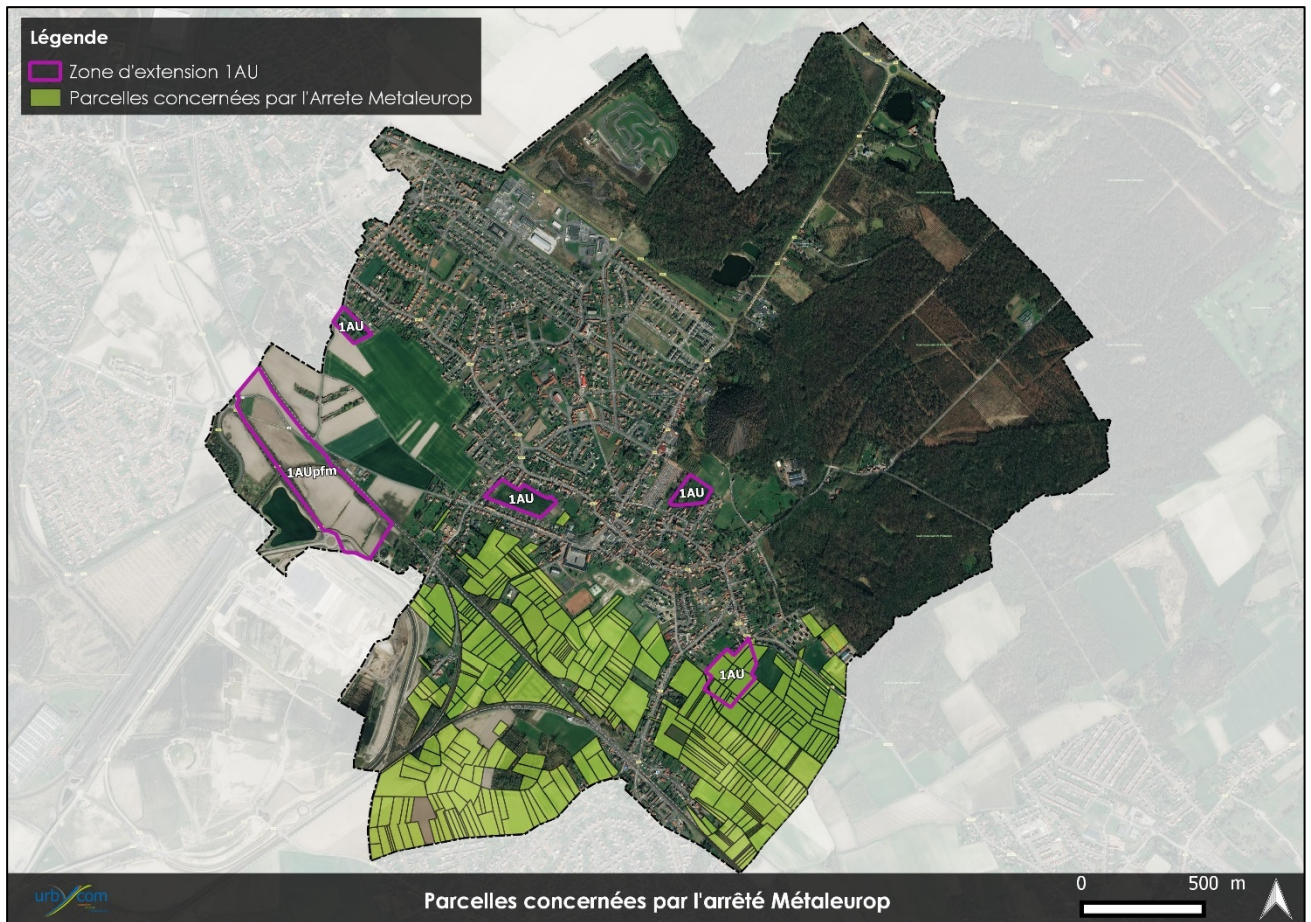 Légende
Zone d'extension 1AU
Parcelles concernées par l'Arrete Metaleurop
1AU
1AUpfm
1AU
1AU
1AU
urbycom
Parcelles concernées par l'arrêté Métaleurop
0 500 m